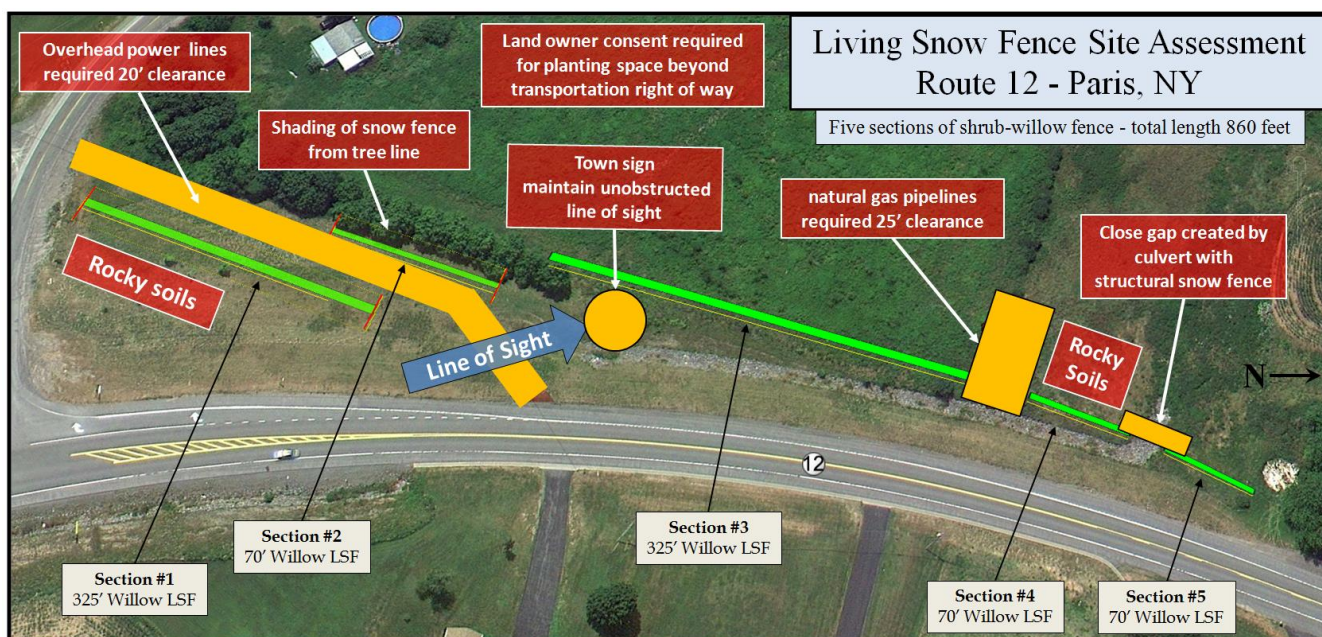 Living Snow Fence Site Assessment
Route 12 - Paris, NY
Five sections of shrub-willow fence - total length 860 feet
Overhead power lines
required 20' clearance
Shading of snow fence
from tree line
Land owner consent required
for planting space beyond
transportation right of way
Town sign
maintain unobstructed
line of sight
natural gas pipelines
required 25' clearance
Close gap created by
culvert with
structural snow fence
Rocky soils
Line of Sight
Rocky
Soils
N
12
Section #1
325' Willow LSF
Section #2
70' Willow LSF
Section #3
325' Willow LSF
Section #4
70' Willow LSF
Section #5
70' Willow LSF